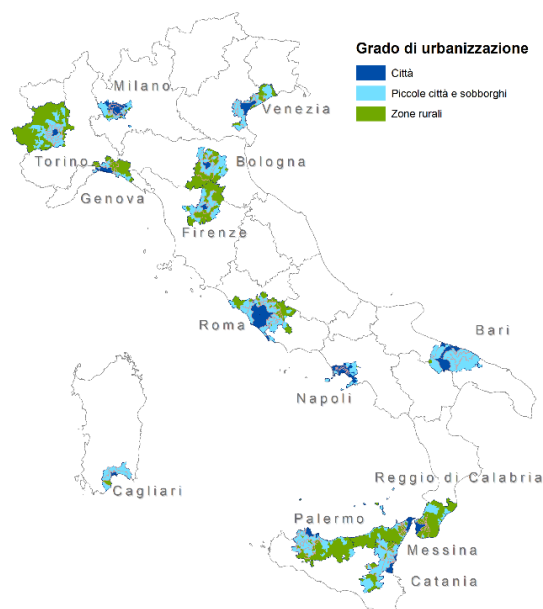 Grado di urbanizzazione
Città
Piccole città e sobborghi
Zone rurali
Milano
Venezia
Torino
Bologna
Genova
Firenze
Roma
Bari
Napoli
Reggio di Calabria
Cagliari
Palermo
Messina
Catania